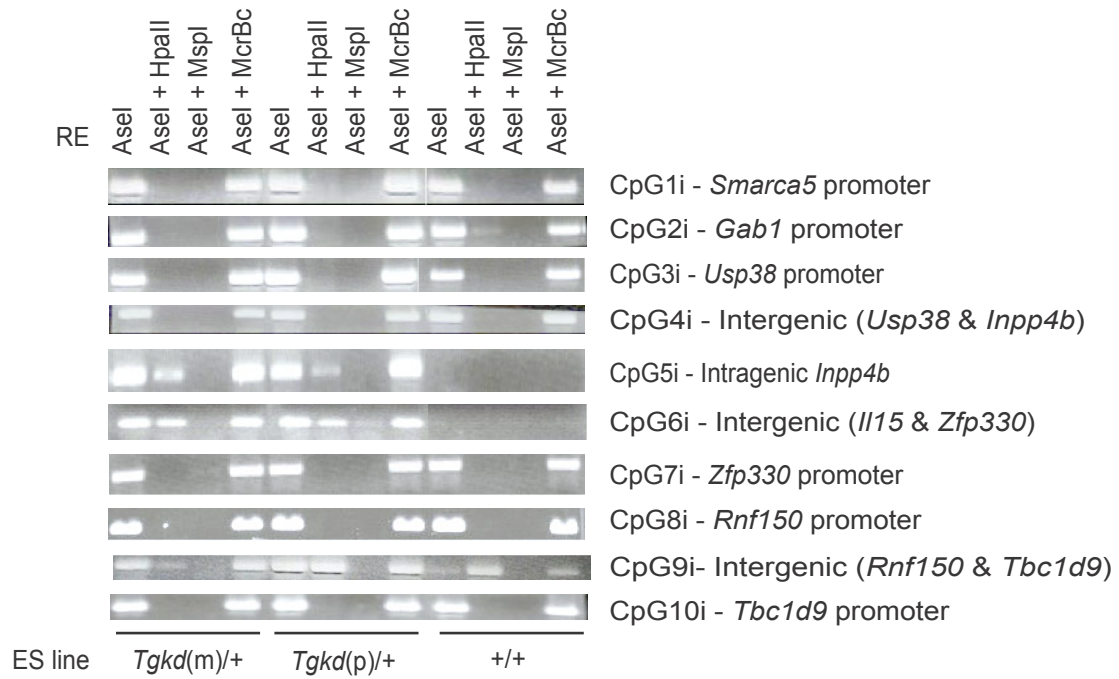 RE
AseI
AseI + HpaII
AseI + MspI
AseI + McrBc
AseI
AseI + HpaII
AseI + MspI
AseI + McrBc
AseI
AseI + HpaII
AseI + MspI
AseI + McrBc
CpG1i - Smarca5 promoter
CpG2i - Gab1 promoter
CpG3i - Usp38 promoter
CpG4i - Intergenic (Usp38 & Inpp4b)
CpG5i - Intragenic Inpp4b
CpG6i - Intergenic (Il15 & Zfp330)
CpG7i - Zfp330 promoter
CpG8i - Rnf150 promoter
CpG9i- Intergenic (Rnf150 & Tbc1d9)
CpG10i - Tbc1d9 promoter
ES line Tgkd(m)/+ Tgkd(p)/+ +/+